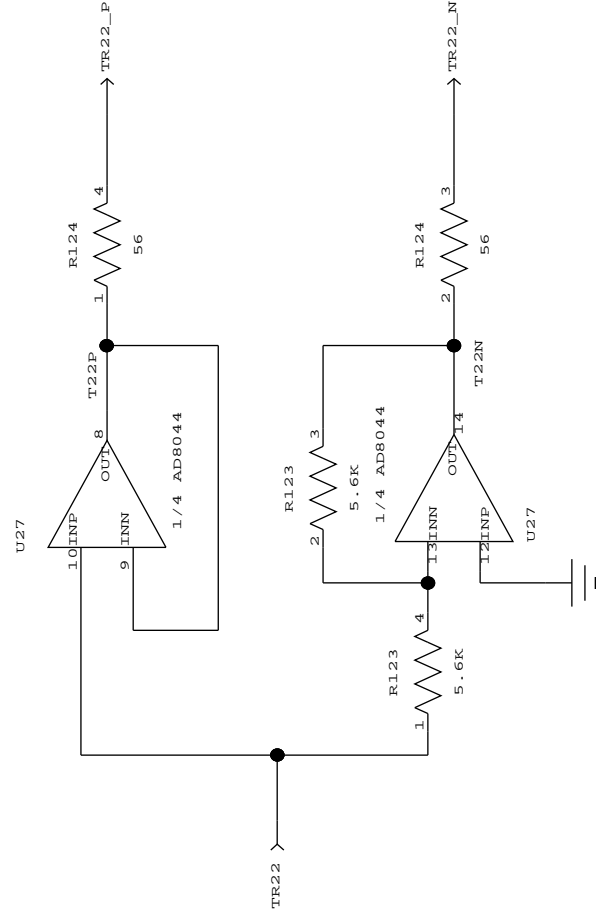 TR22_P
TR22_N
4
R124
56
1
3
R124
56
2
T22P
T22N
8
OUT
1/4 AD8044
U27
10
INP
INN
9
14
OUT
1/4 AD8044
U27
13
INN
12
INP
3
R123
5.6K
2
4
R123
5.6K
1
TR22